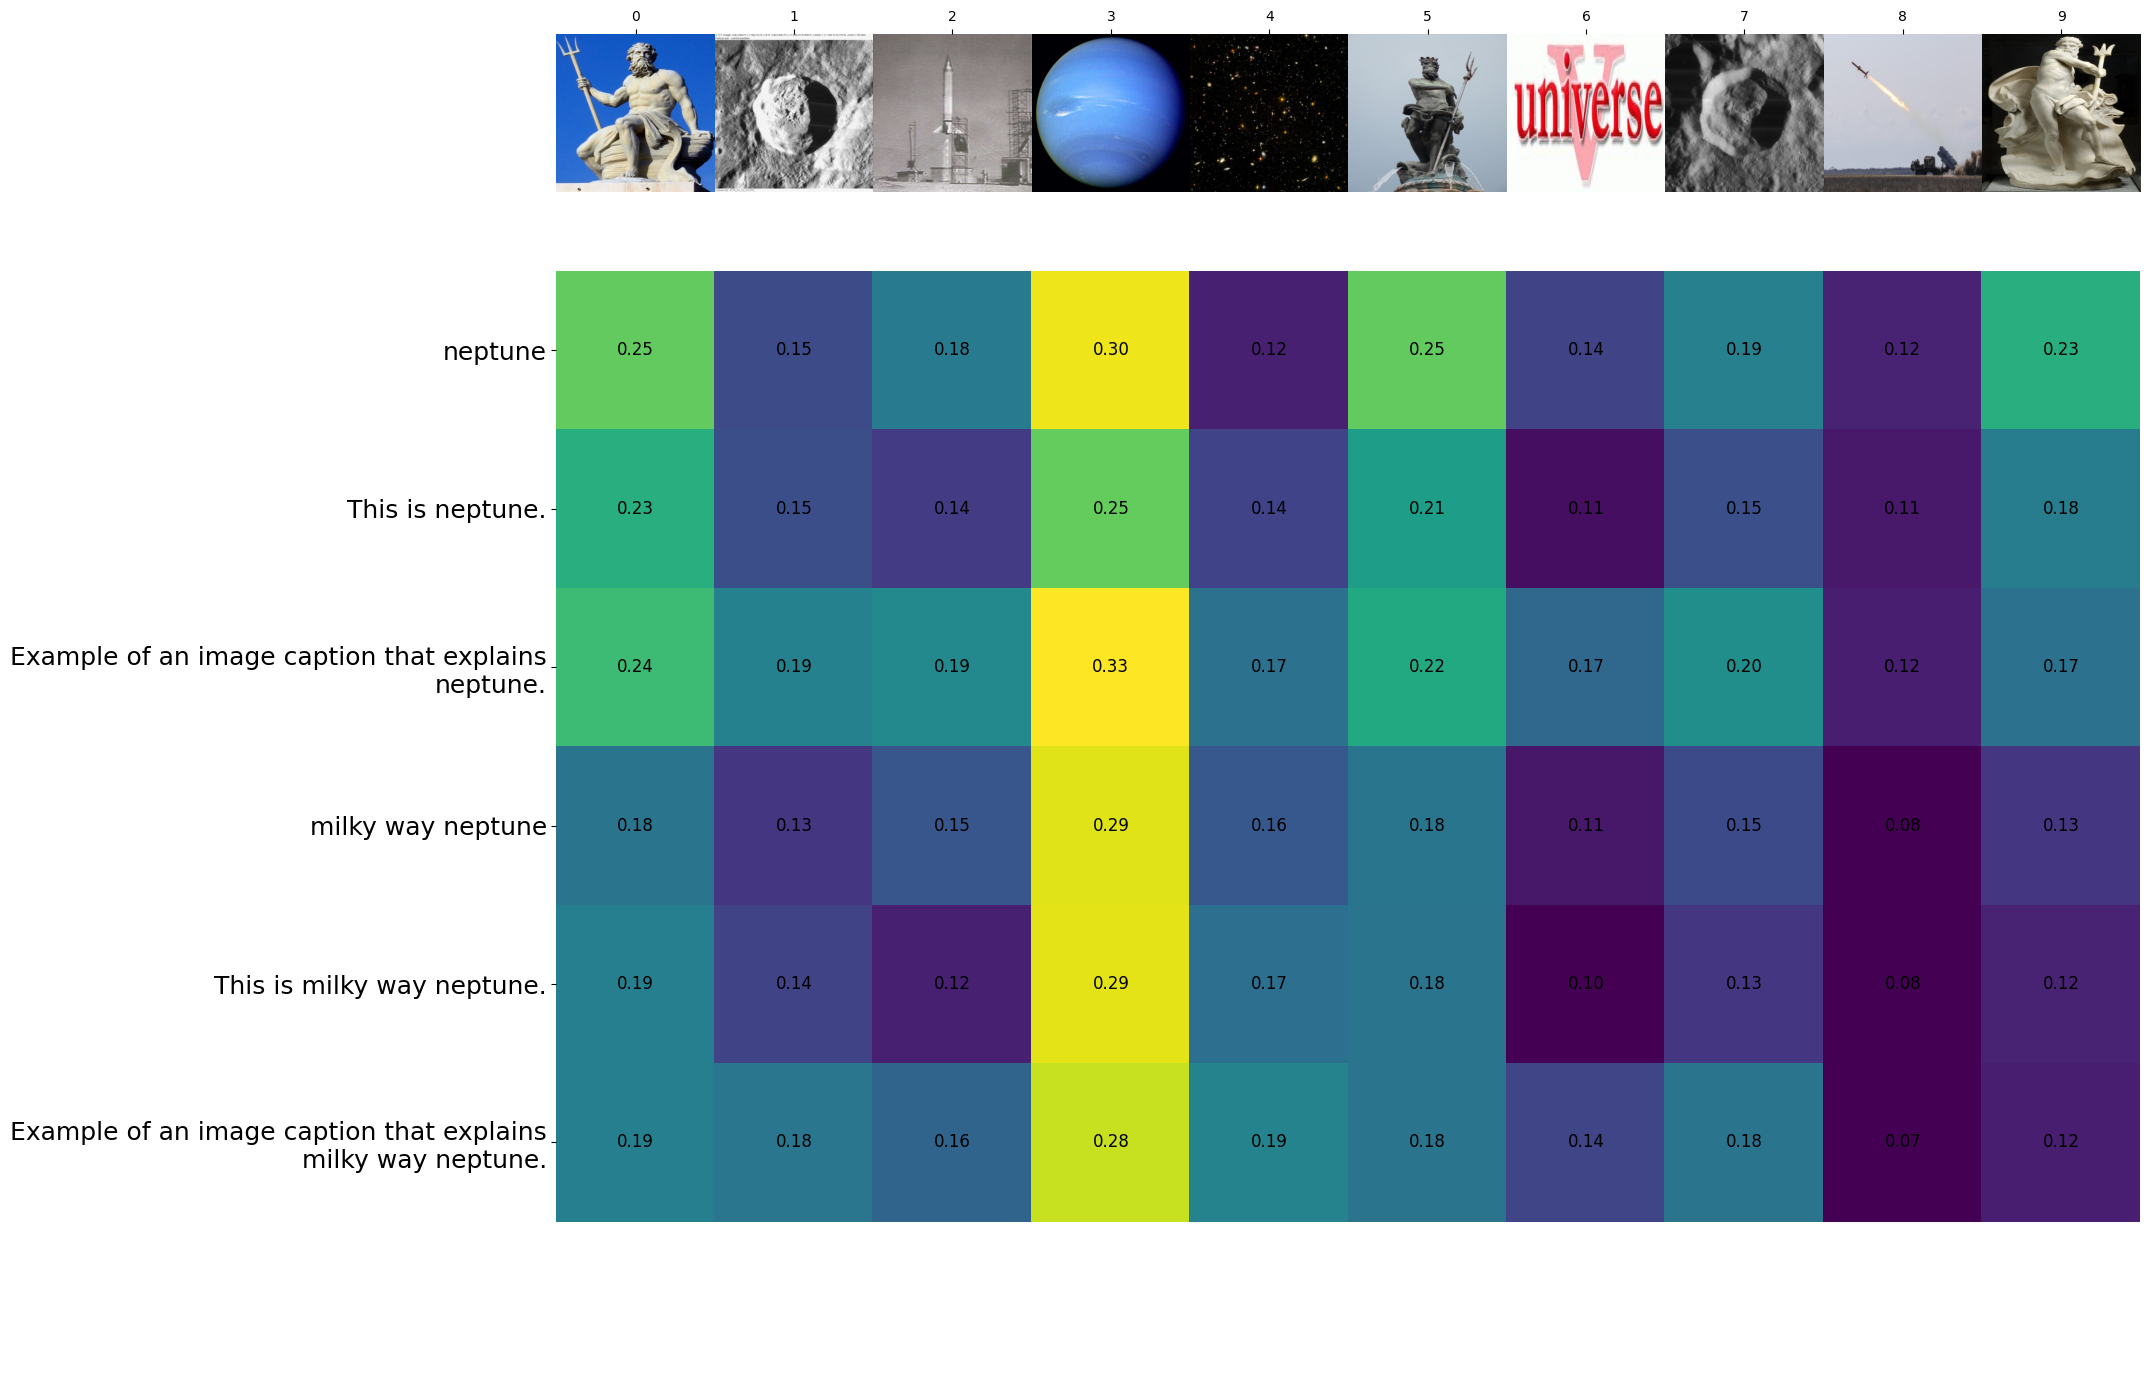 0 1 2 3 4 5 6 7 8 9
V
universe
neptune 0.25 0.15 0.18 0.30 0.12 0.25 0.14 0.19 0.12 0.23
This is neptune. 0.23 0.15 0.14 0.25 0.14 0.21 0.11 0.15 0.11 0.18
Example of an image caption that explains
neptune. 0.24 0.19 0.19 0.33 0.17 0.22 0.17 0.20 0.12 0.17
milky way neptune 0.18 0.13 0.15 0.29 0.16 0.18 0.11 0.15 0.08 0.13
This is milky way neptune. 0.19 0.14 0.12 0.29 0.17 0.18 0.10 0.13 0.08 0.12
Example of an image caption that explains
milky way neptune. 0.19 0.18 0.16 0.28 0.19 0.18 0.14 0.18 0.07 0.12